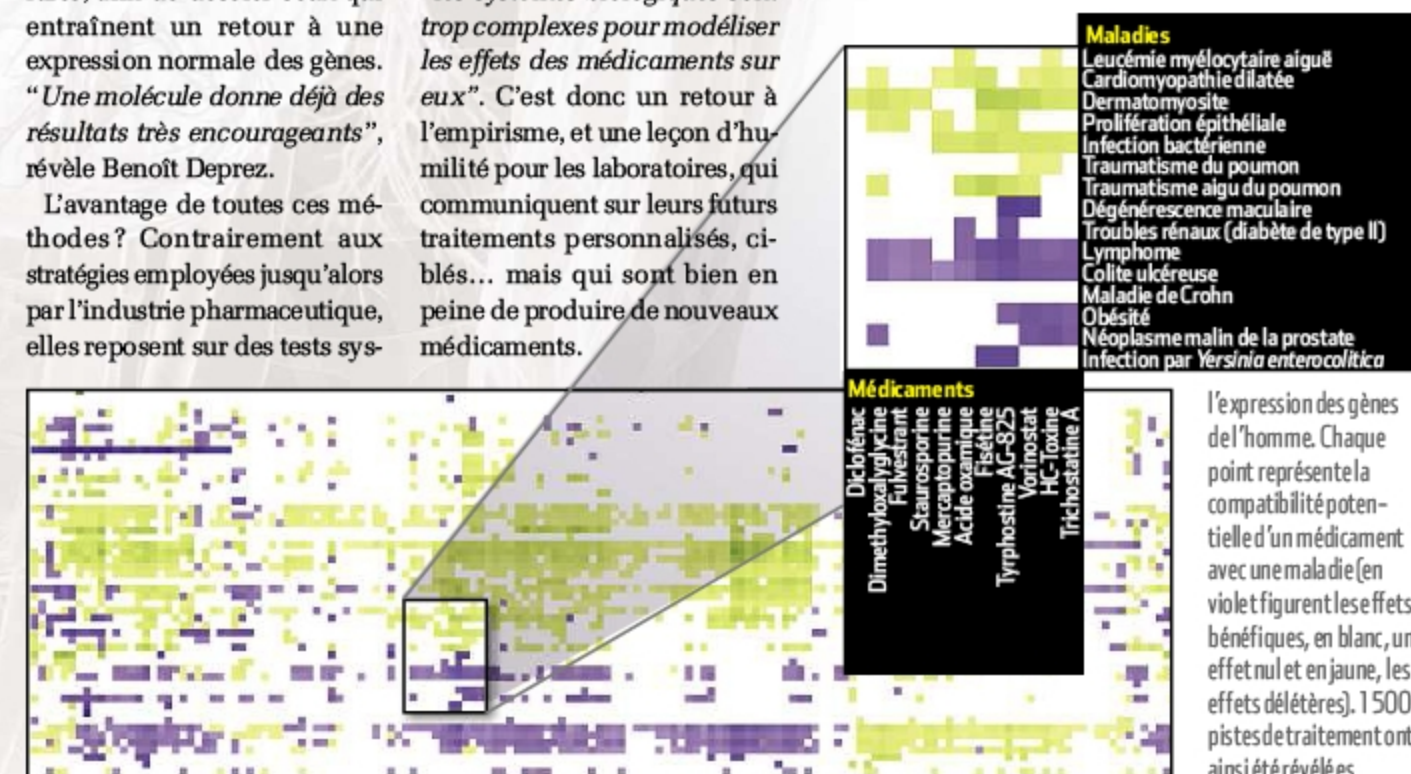 entraînent un retour à une
expression normale des gènes.
“Une molécule donne déjà des
résultats très encourageants”,
révèle Benoît Deprez.
L’avantage de toutes ces mé-
thodes ? Contrairement aux
stratégies employées jusqu’alors
par l’industrie pharmaceutique,
elles reposent sur des tests sys-
trop complexes pour modéliser
les effets des médicaments sur
eux”. C’est donc un retour à
l’empirisme, et une leçon d’hu-
milité pour les laboratoires, qui
communiquent sur leurs futurs
traitements personnalisés, ci-
blés… mais qui sont bien en
peine de produire de nouveaux
médicaments.
Maladies
Leucémie myélocytaire aiguë
Cardiomyopathie dilatée
Dermatomyosite
Prolifération épithéliale
Infection bactérienne
Traumatisme du poumon
Traumatisme aigu du poumon
Dégénérescence maculaire
Troubles rénaux (diabète de type II)
Lymphome
Colite ulcéreuse
Maladie de Crohn
Obésité
Néoplasme malin de la prostate
Infection par Yersinia enterocolitica
Médicaments
Diclofénac
Dimethyloxalyglycine
Fulvestrant
Staurosporine
Mercaptopurine
Acide oxamique
Fisétine
Tyrphostine AG-825
Vorinostat
HC-Toxine
Trichostatine A
l’expression des gènes
de l’homme. Chaque
point représente la
compatibilité poten-
tielle d’un médicament
avec une maladie (en
violet figurent les effets
bénéfiques, en blanc, un
effet nul et en jaune, les
effets délétères). 1 500
pistes de traitement ont
ainsi été révélées